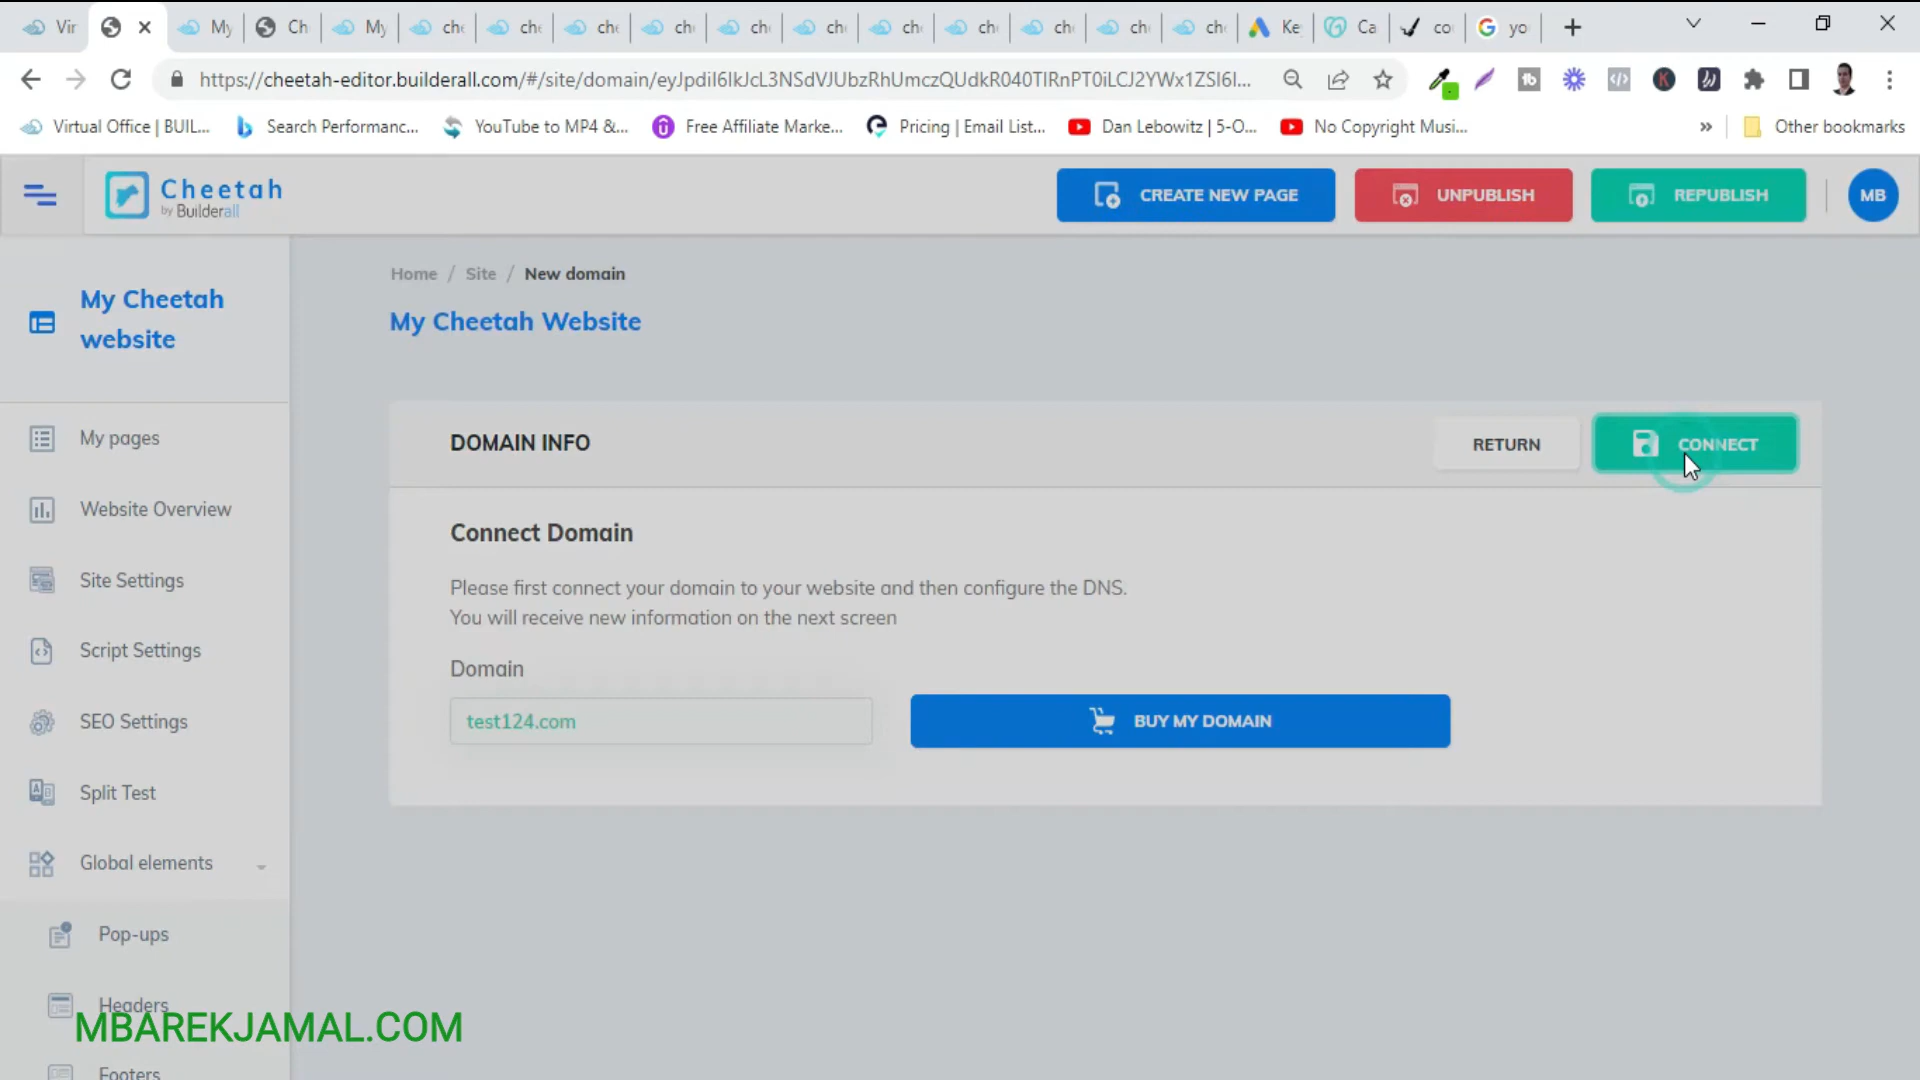 Vir
My
Ch
My
che
che
che
che
che
che
che
che
che
che
che
Ke
Ca
co
yo
https://cheetah-editor.builderall.com/#/site/domain/eyJpdiI6IkJcL3NSdVJUbzRhUmczQUdkR040TlRnPT0iLCJ2YWx1ZSI6I...
Virtual Office | BUIL...
Search Performanc...
YouTube to MP4 &...
Free Affiliate Marke...
Pricing | Email List...
Dan Lebowitz | 5-O...
No Copyright Musi...
»
Other bookmarks
Cheetah
by Builderall
CREATE NEW PAGE
UNPUBLISH
REPUBLISH
MB
My Cheetah
website
Home / Site / New domain
My Cheetah Website
DOMAIN INFO
RETURN
CONNECT
My pages
Website Overview
Site Settings
Script Settings
SEO Settings
Split Test
Global elements
Pop-ups
Headers
Footers
Connect Domain
Please first connect your domain to your website and then configure the DNS.
You will receive new information on the next screen
Domain
test124.com
BUY MY DOMAIN
MBAREKJAMAL.COM